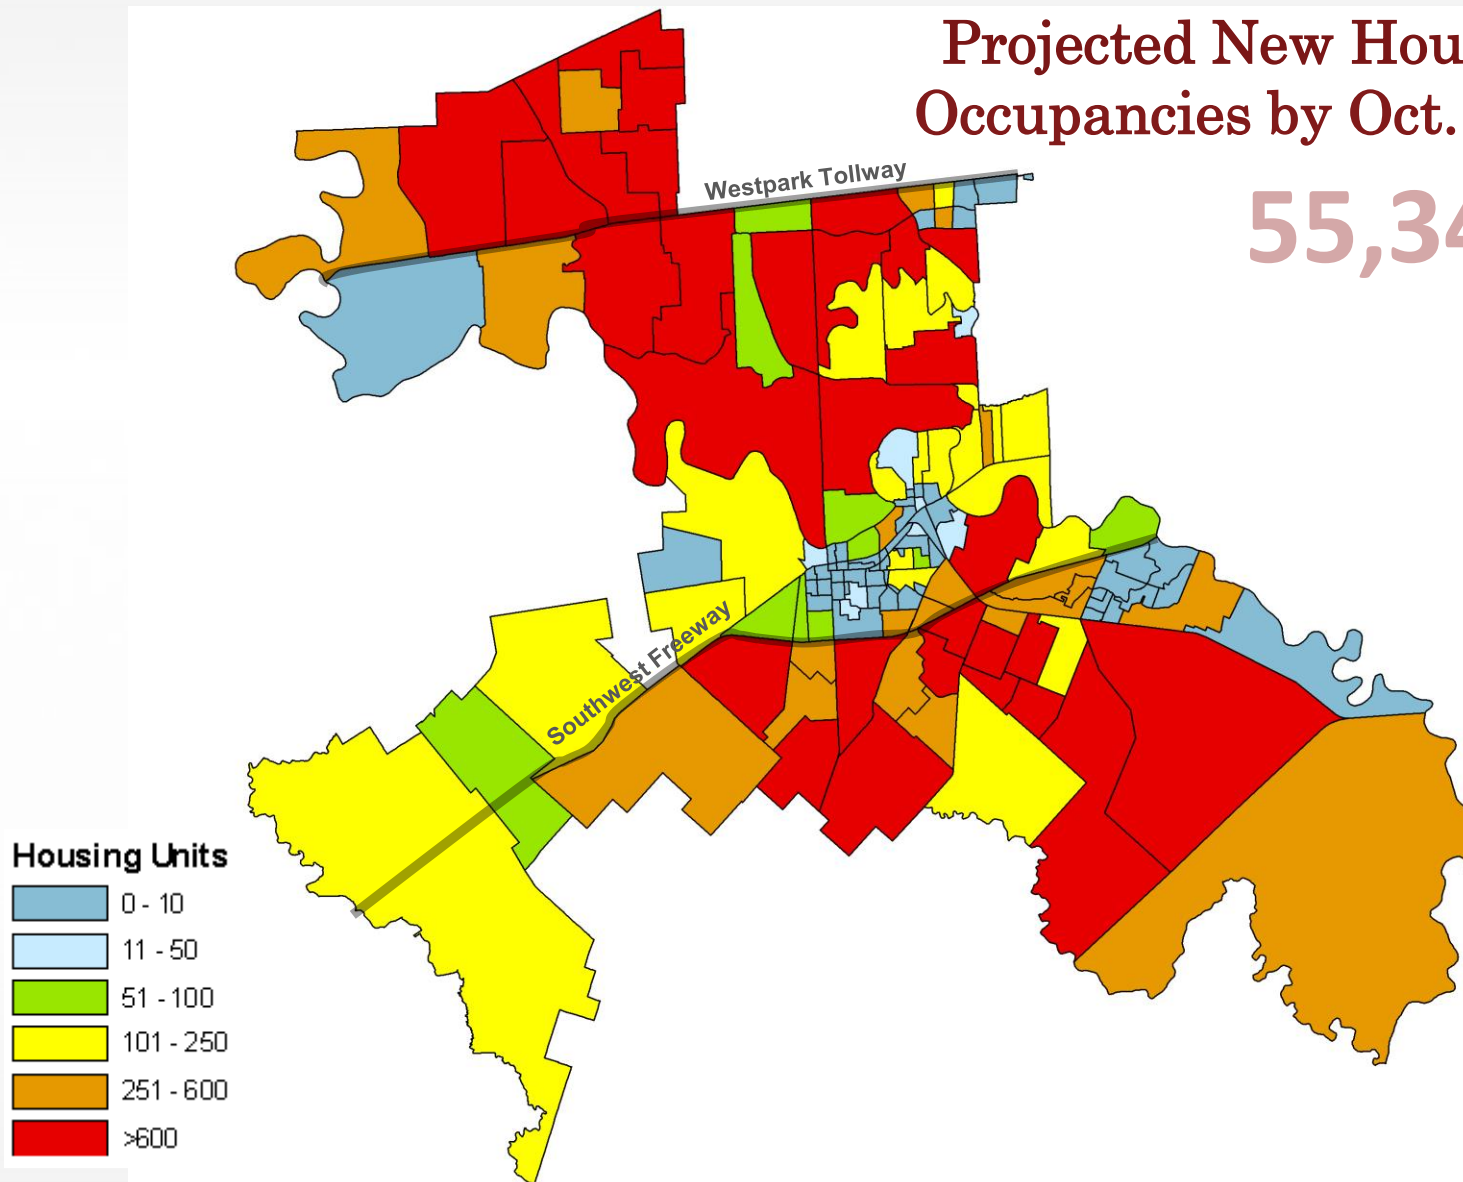 Projected New Hou
Occupancies by Oct.
55,34
Westpark Tollway
Southwest Freeway
Housing Units
0 - 10
11 - 50
51 - 100
101 - 250
251 - 600
>600